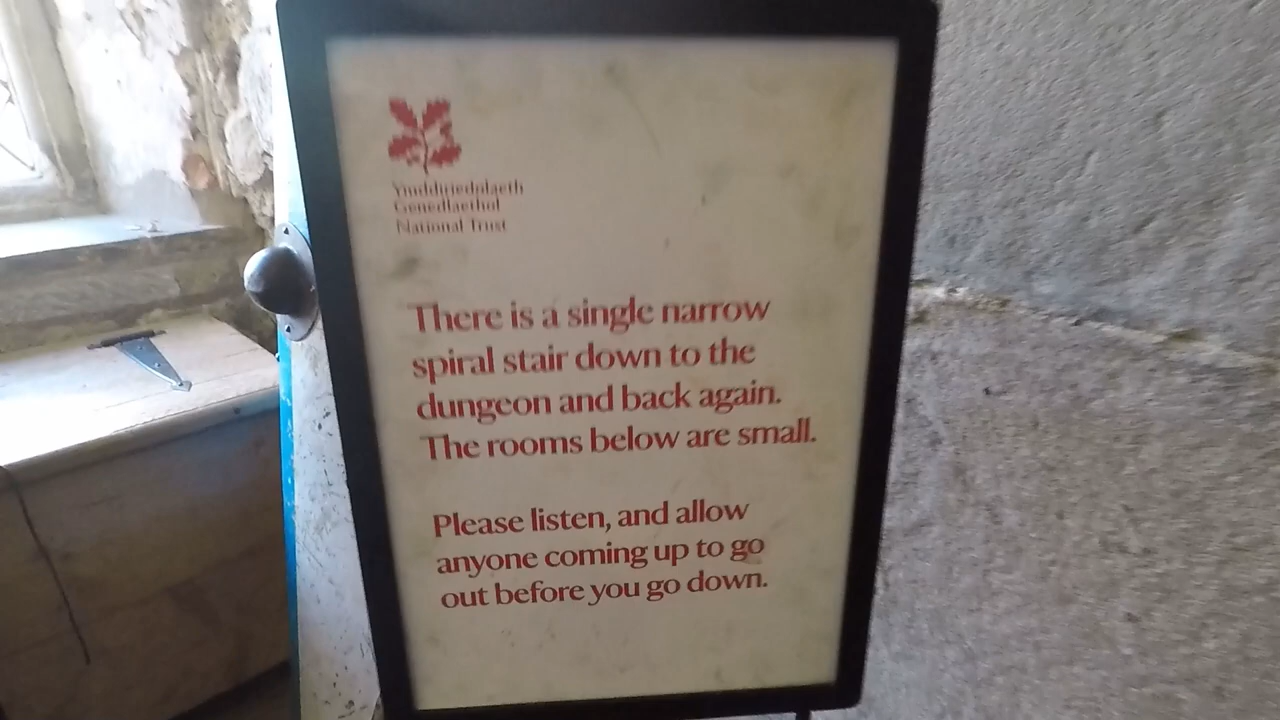 Ymddiriedolaeth
Genedlaethol
National Trust
There is a single narrow
spiral stair down to the
dungeon and back again.
The rooms below are small.
Please listen, and allow
anyone coming up to go
out before you go down.